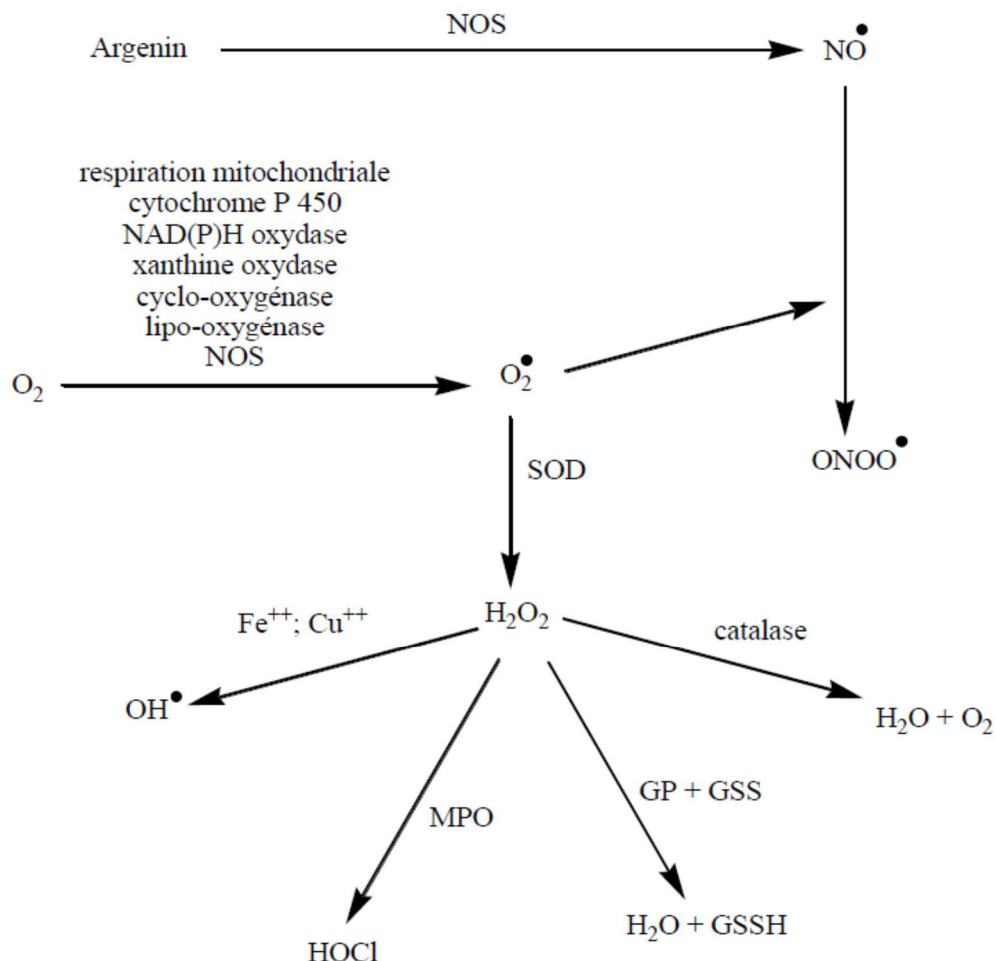 NOS
Argenin
NO•
respiration mitochondriale
cytochrome P 450
NAD(P)H oxydase
xanthine oxydase
cyclo-oxygénase
lipo-oxygénase
NOS
O₂
O₂•
ONOO•
SOD
H₂O₂
Fe⁺⁺; Cu⁺⁺
catalase
OH•
H₂O + O₂
GP + GSS
MPO
H₂O + GSSH
HOCl